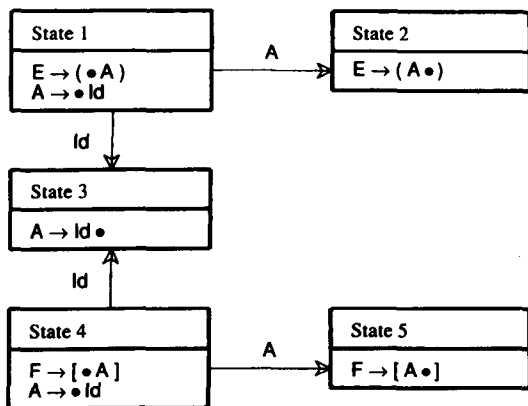 State 1
E → ( • A )
A → • Id
A
State 2
E → ( A • )
Id
State 3
A → Id •
Id
State 4
F → [ • A ]
A → • Id
A
State 5
F → [ A • ]